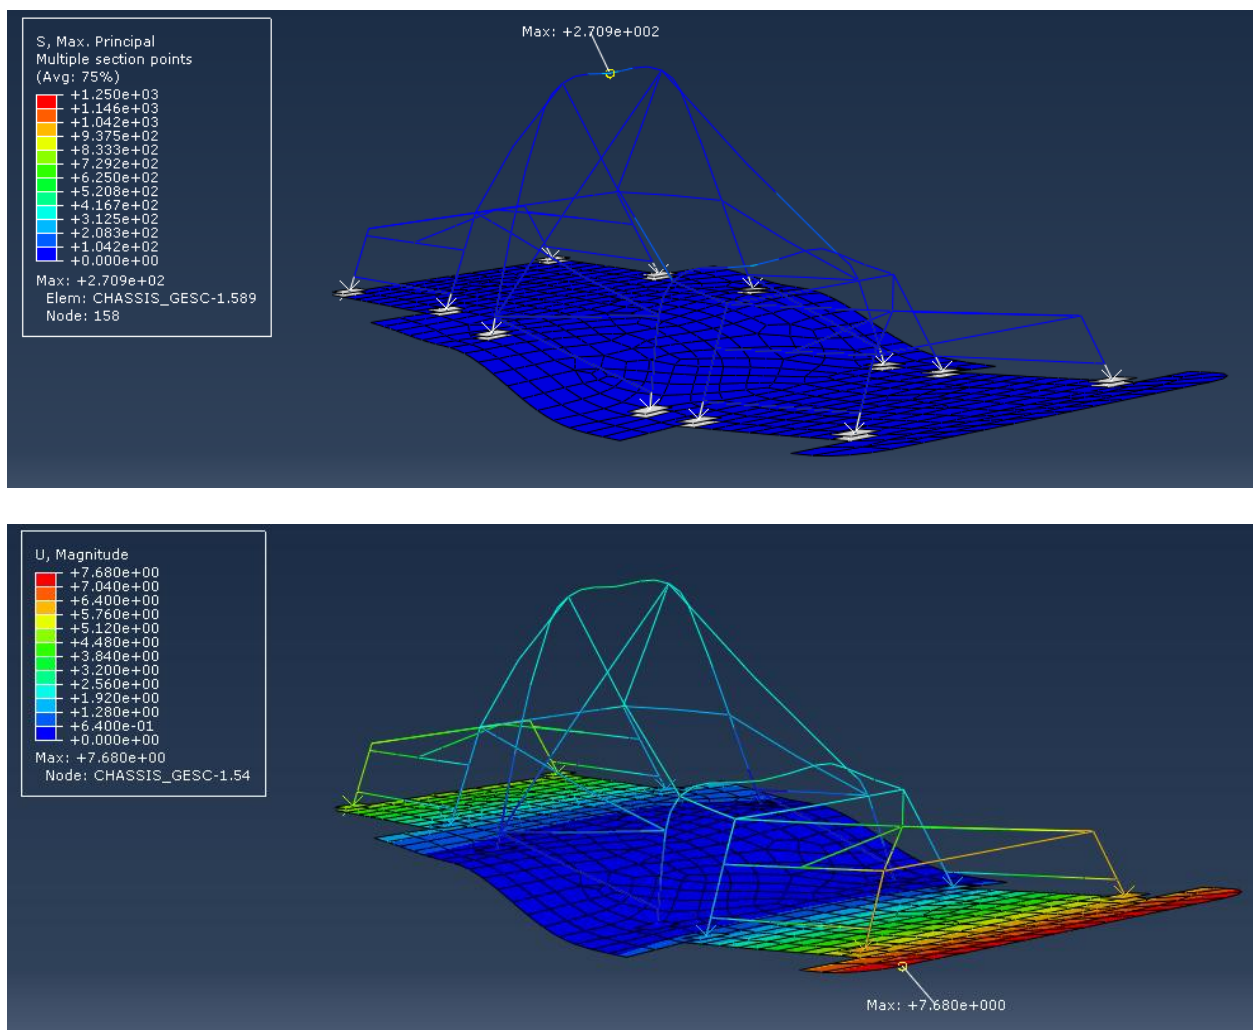 Max: +2.709e+002
S, Max. Principal
Multiple section points
(Avg: 75%)
+1.250e+03
+1.146e+03
+1.042e+03
+9.375e+02
+8.333e+02
+7.292e+02
+6.250e+02
+5.208e+02
+4.167e+02
+3.125e+02
+2.083e+02
+1.042e+02
+0.000e+00
Max: +2.709e+02
Elem: CHASSIS_GESC-1.589
Node: 158
U, Magnitude
+7.680e+00
+7.040e+00
+6.400e+00
+5.760e+00
+5.120e+00
+4.480e+00
+3.840e+00
+3.200e+00
+2.560e+00
+1.920e+00
+1.280e+00
+6.400e-01
+0.000e+00
Max: +7.680e+00
Node: CHASSIS_GESC-1.54
Max: +7.680e+000